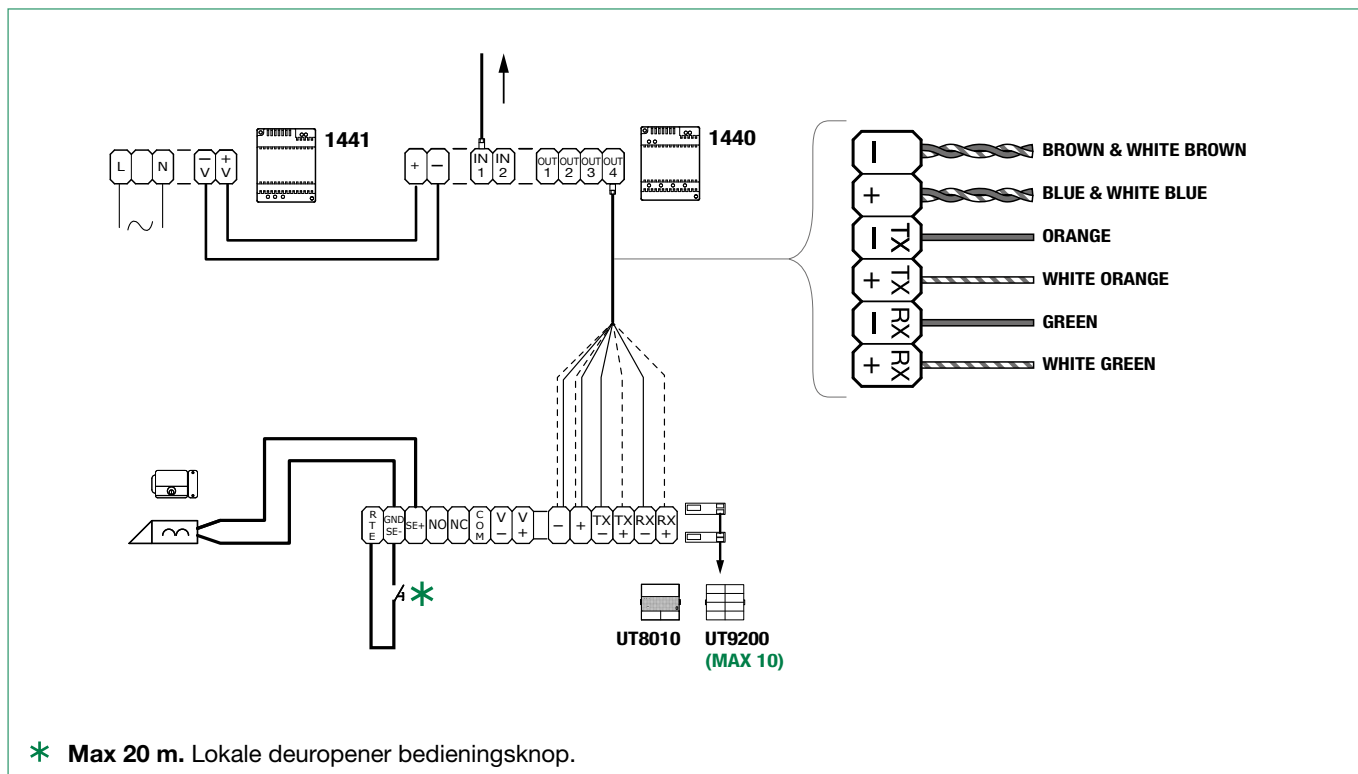 1441
1440
L N − V + V
+ − IN 1 IN 2 OUT 1 OUT 2 OUT 3 OUT 4
− BROWN & WHITE BROWN
+ BLUE & WHITE BLUE
− TX ORANGE
+ TX WHITE ORANGE
− RX GREEN
+ RX WHITE GREEN
RTE GND SE- SE+ NO NC COM V − V + − + TX − TX + RX − RX +
*
UT8010 UT9200
(MAX 10)
* Max 20 m. Lokale deuropener bedieningsknop.